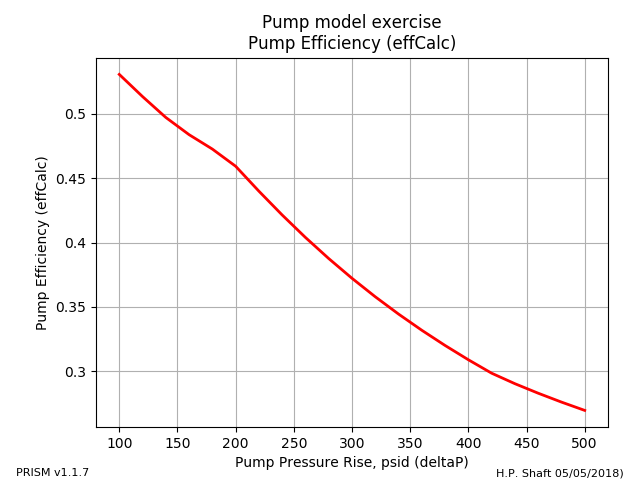 Pump model exercise
Pump Efficiency (effCalc)
Pump Efficiency (effCalc)
0.5
0.45
0.4
0.35
0.3
100 150 200 250 300 350 400 450 500
Pump Pressure Rise, psid (deltaP)
PRISM v1.1.7
H.P. Shaft 05/05/2018)